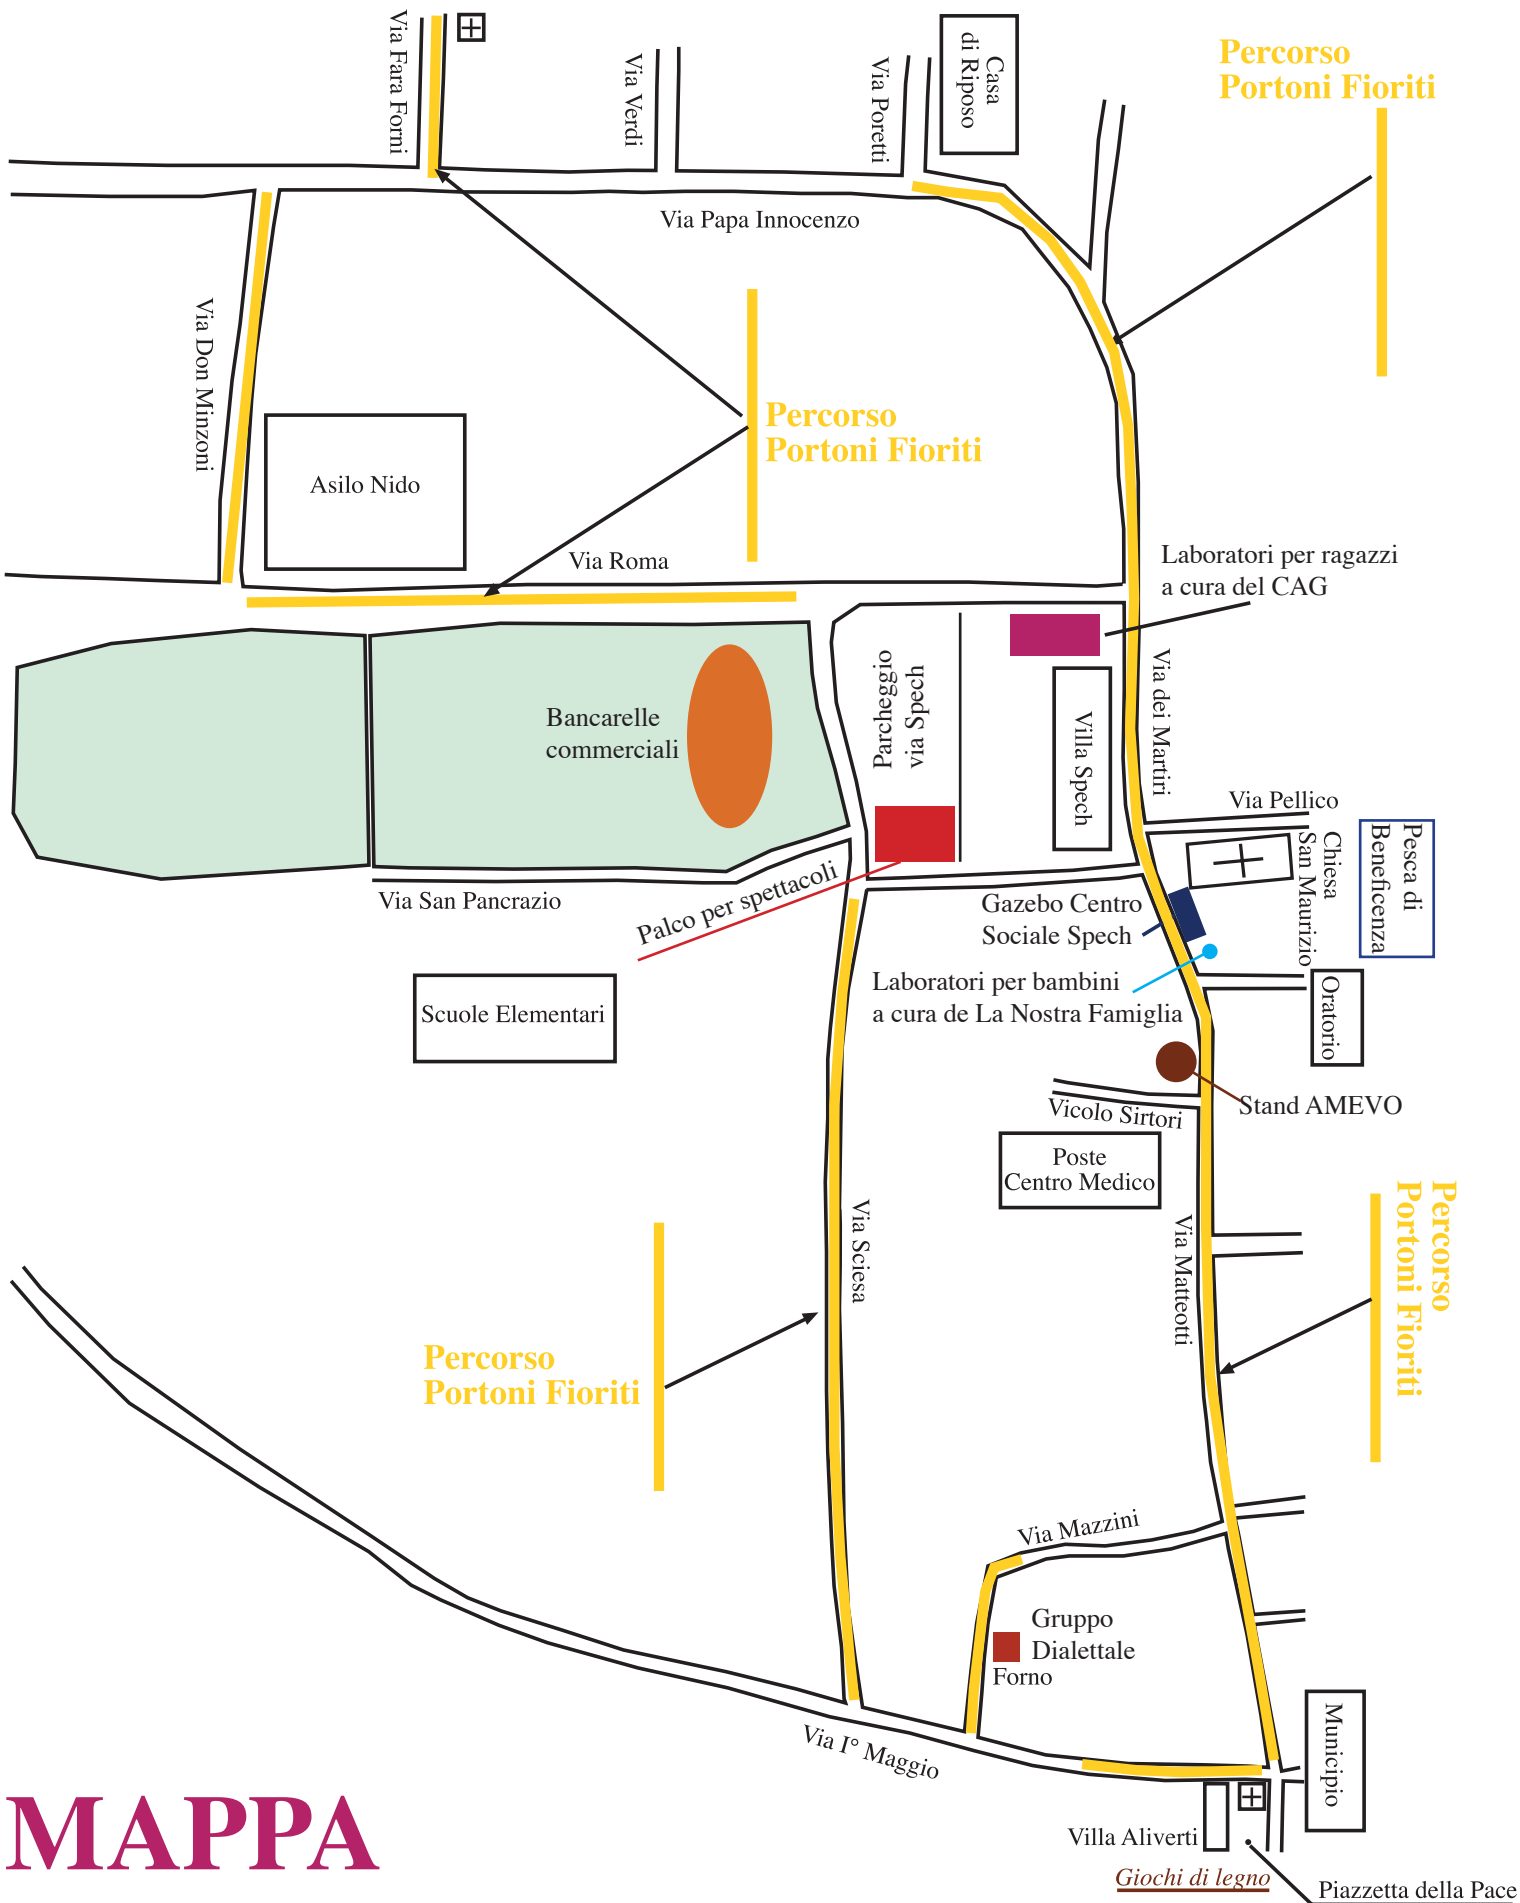 Via Fara Forni
Via Verdi
Via Poretti
Casa
di Riposo
Percorso
Portoni Fioriti
Via Papa Innocenzo
Via Don Minzoni
Asilo Nido
Percorso
Portoni Fioriti
Via Roma
Laboratori per ragazzi
a cura del CAG
Parcheggio
via Spech
Bancarelle
commerciali
Villa Spech
Via dei Martiri
Via Pellico
Chiesa
San Maurizio
Pesca di
Beneficenza
Via San Pancrazio
Palco per spettacoli
Gazebo Centro
Sociale Spech
Laboratori per bambini
a cura de La Nostra Famiglia
Oratorio
Scuole Elementari
Stand AMEVO
Vicolo Sirtori
Poste
Centro Medico
Via Sciesa
Via Matteotti
Percorso
Portoni Fioriti
Percorso
Portoni Fioriti
Via Mazzini
Gruppo
Dialettale
Forno
Via I° Maggio
Municipio
MAPPA
Villa Aliverti
Giochi di legno
Piazzetta della Pace